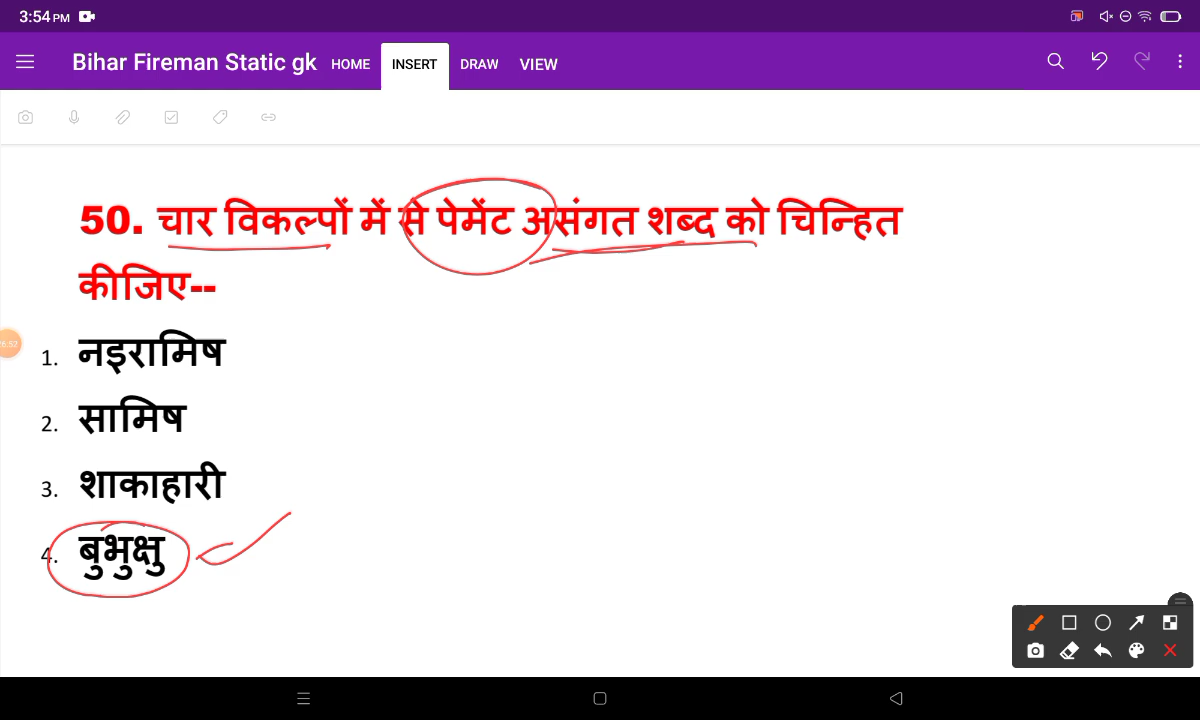 3:54 PM
Bihar Fireman Static gk HOME INSERT DRAW VIEW
50. चार विकल्पों में से पेमेंट असंगत शब्द को चिन्हित
कीजिए--
1. नइरामिष
2. सामिष
3. शाकाहारी
4. बुभुक्षु